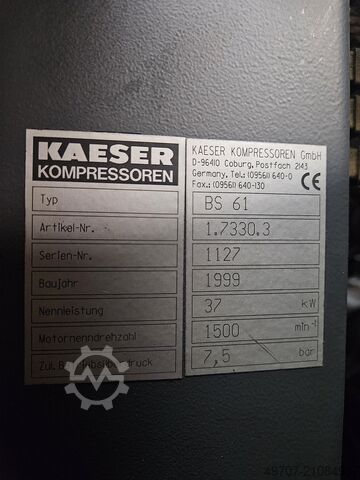 KAESER
KOMPRESSOREN
KAESER KOMPRESSOREN GmbH
D-96410 Coburg, Postfach 2143
Germany, Tel.: (09561) 640-0
Fax.: (09561) 640-130
CE
Typ BS 61
Artikel-Nr. 1.7330.3
Serien-Nr. 1127
Baujahr 1999
Nennleistung 37 kW
Motornenndrehzahl 1500 min⁻¹
Zül. druck 7,5 bar